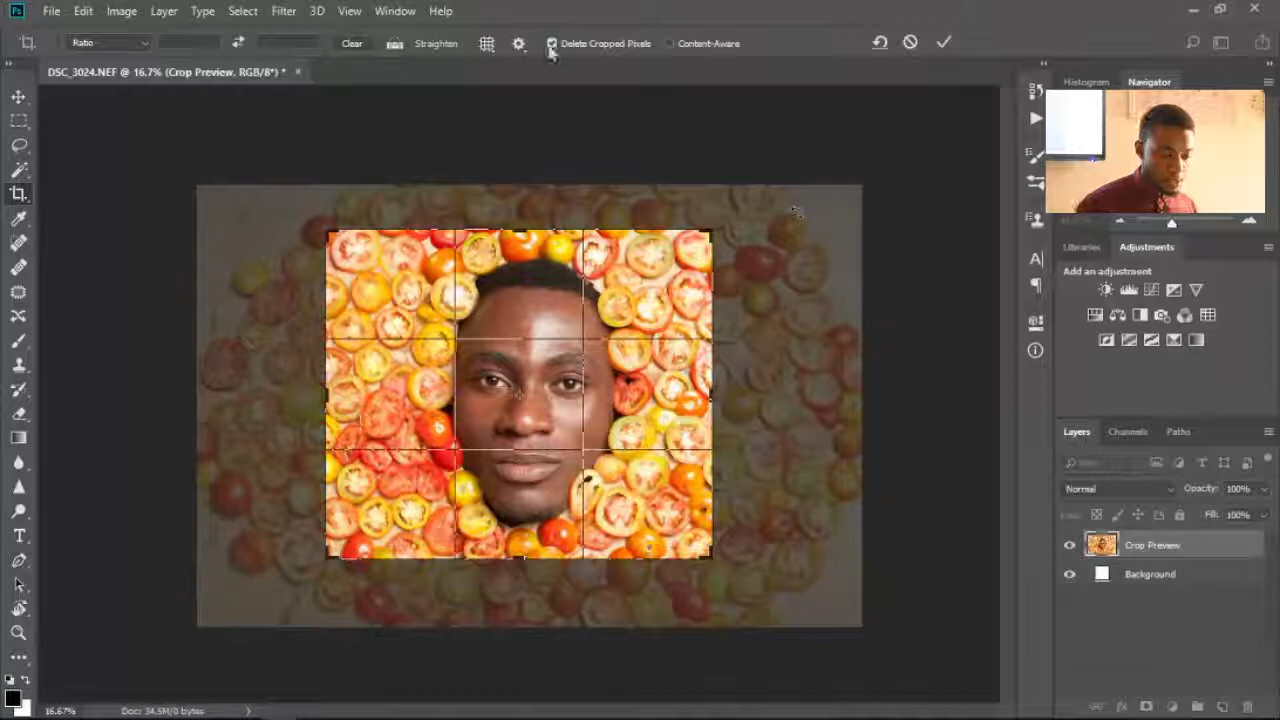 Ps File Edit Image Layer Type Select Filter 3D View Window Help
Ratio Clear Straighten Delete Cropped Pixels Content-Aware
DSC_3024.NEF @ 16.7% (Crop Preview, RGB/8*) * ×
Histogram Navigator
Libraries Adjustments
Add an adjustment
Layers Channels Paths
Normal Opacity: 100%
Fill: 100%
Crop Preview
Background
16.67% Doc: 34.5M/0 bytes